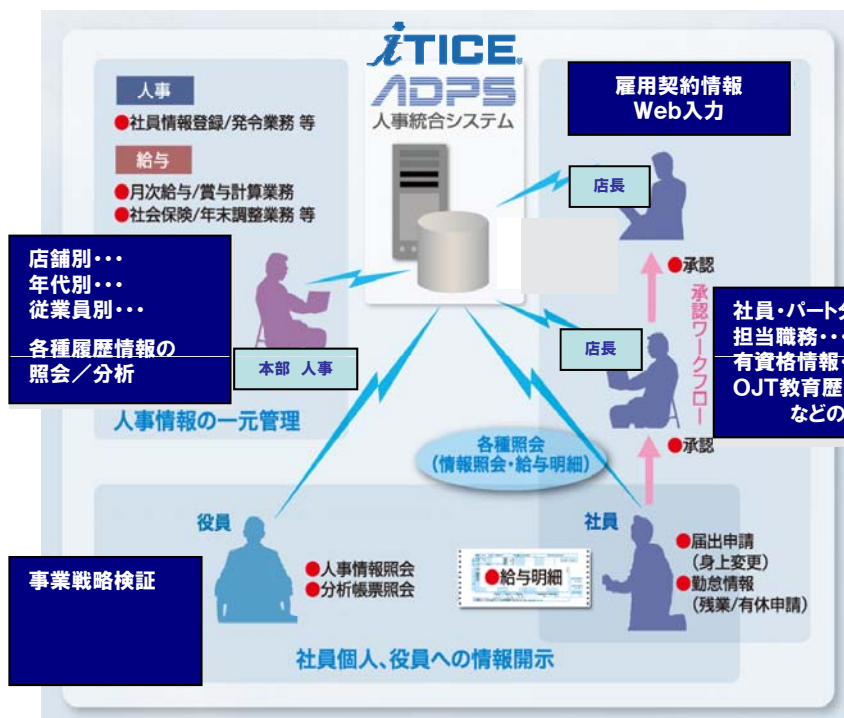 iTICE
ADPS
人事統合システム
人事
●社員情報登録/発令業務 等
給与
●月次給与/賞与計算業務
●社会保険/年末調整業務 等
雇用契約情報
Web入力
店長
店舗別・・・
年代別・・・
従業員別・・・
各種履歴情報の
照会／分析
本部 人事
人事情報の一元管理
●承認
承認ワークフロー
店長
社員・パート
担当職務・・
有資格情報・
OJT教育歴
などの
●承認
各種照会
(情報照会・給与明細)
役員
●人事情報照会
●分析帳票照会
事業戦略検証
社員
●給与明細
●届出申請
(身上変更)
●勤怠情報
(残業/有休申請)
社員個人、役員への情報開示